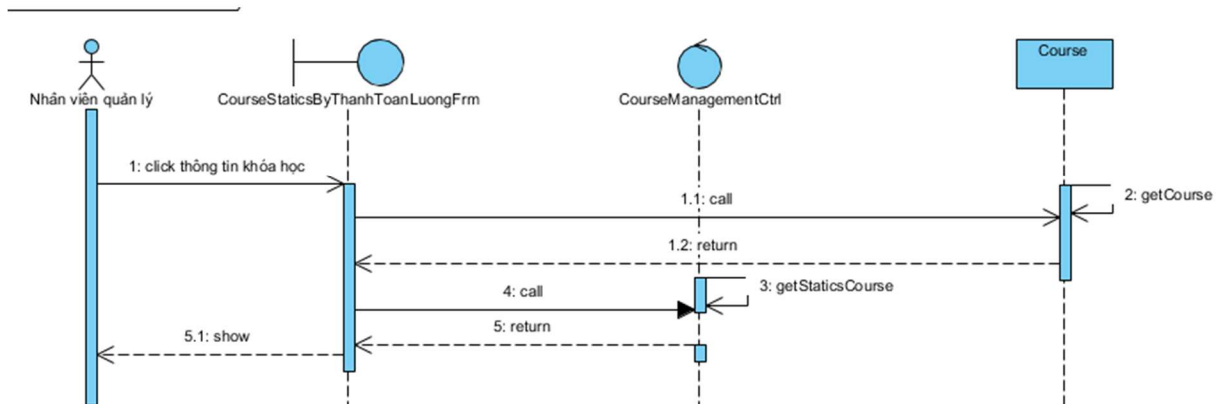 Nhân viên quản lý
CourseStaticsByThanhToanLuongFrm
CourseManagementCtrl
Course
1: click thông tin khóa học
1.1: call
2: getCourse
1.2: return
3: getStaticsCourse
4: call
5: return
5.1: show